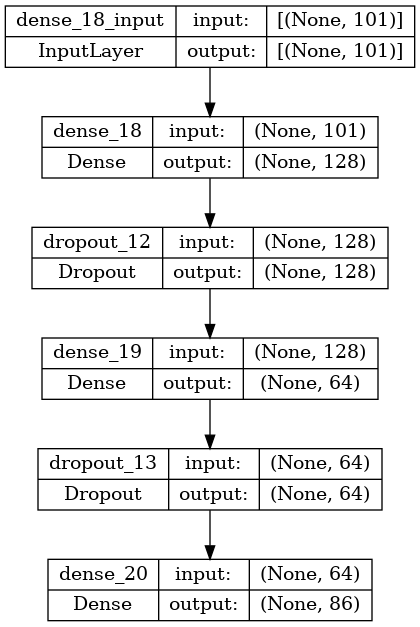 dense_18_input input: [(None, 101)]
InputLayer output: [(None, 101)]
dense_18 input: (None, 101)
Dense output: (None, 128)
dropout_12 input: (None, 128)
Dropout output: (None, 128)
dense_19 input: (None, 128)
Dense output: (None, 64)
dropout_13 input: (None, 64)
Dropout output: (None, 64)
dense_20 input: (None, 64)
Dense output: (None, 86)